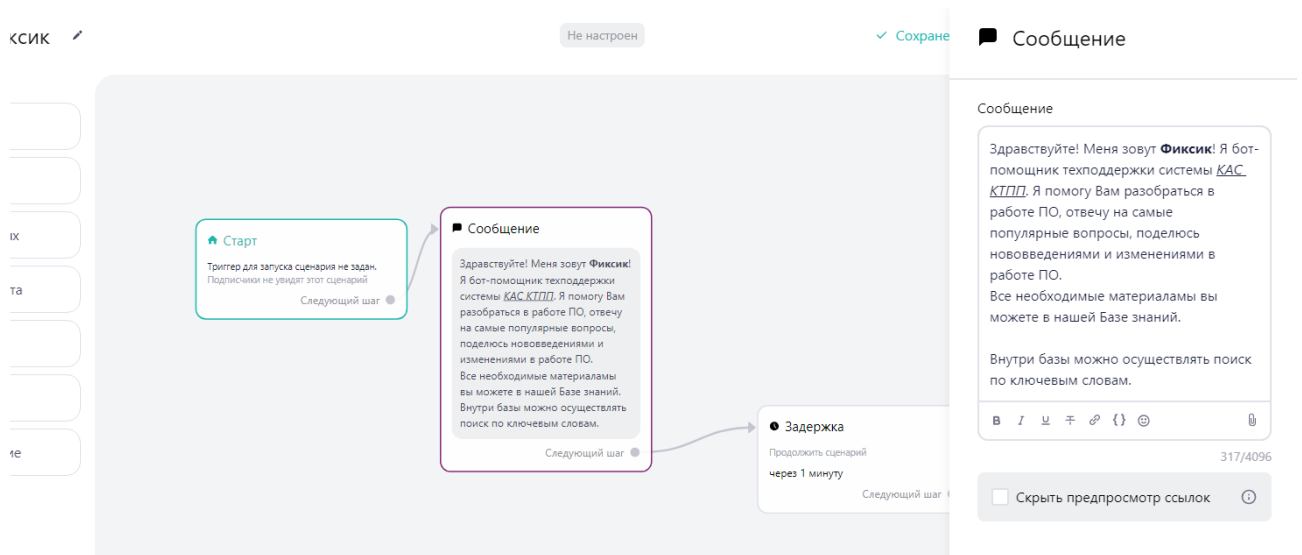 ксик
Не настроен
Сохране
Сообщение
их
та
ие
Старт
Триггер для запуска сценария не задан.
Подписчики не увидят этот сценарий
Следующий шаг
Сообщение
Здравствуйте! Меня зовут Фиксик!
Я бот-помощник техподдержки
системы КАС КТПП. Я помогу Вам
разобраться в работе ПО, отвечу
на самые популярные вопросы,
поделюсь нововведениями и
изменениями в работе ПО.
Все необходимые материаламы
вы можете в нашей Базе знаний.
Внутри базы можно осуществлять
поиск по ключевым словам.
Следующий шаг
Задержка
Продолжить сценарий
через 1 минуту
Следующий шаг
Сообщение
Здравствуйте! Меня зовут Фиксик! Я бот-
помощник техподдержки системы КАС
КТПП. Я помогу Вам разобраться в
работе ПО, отвечу на самые
популярные вопросы, поделюсь
нововведениями и изменениями в
работе ПО.
Все необходимые материаламы вы
можете в нашей Базе знаний.
Внутри базы можно осуществлять поиск
по ключевым словам.
B I U T {}
317/4096
Скрыть предпросмотр ссылок